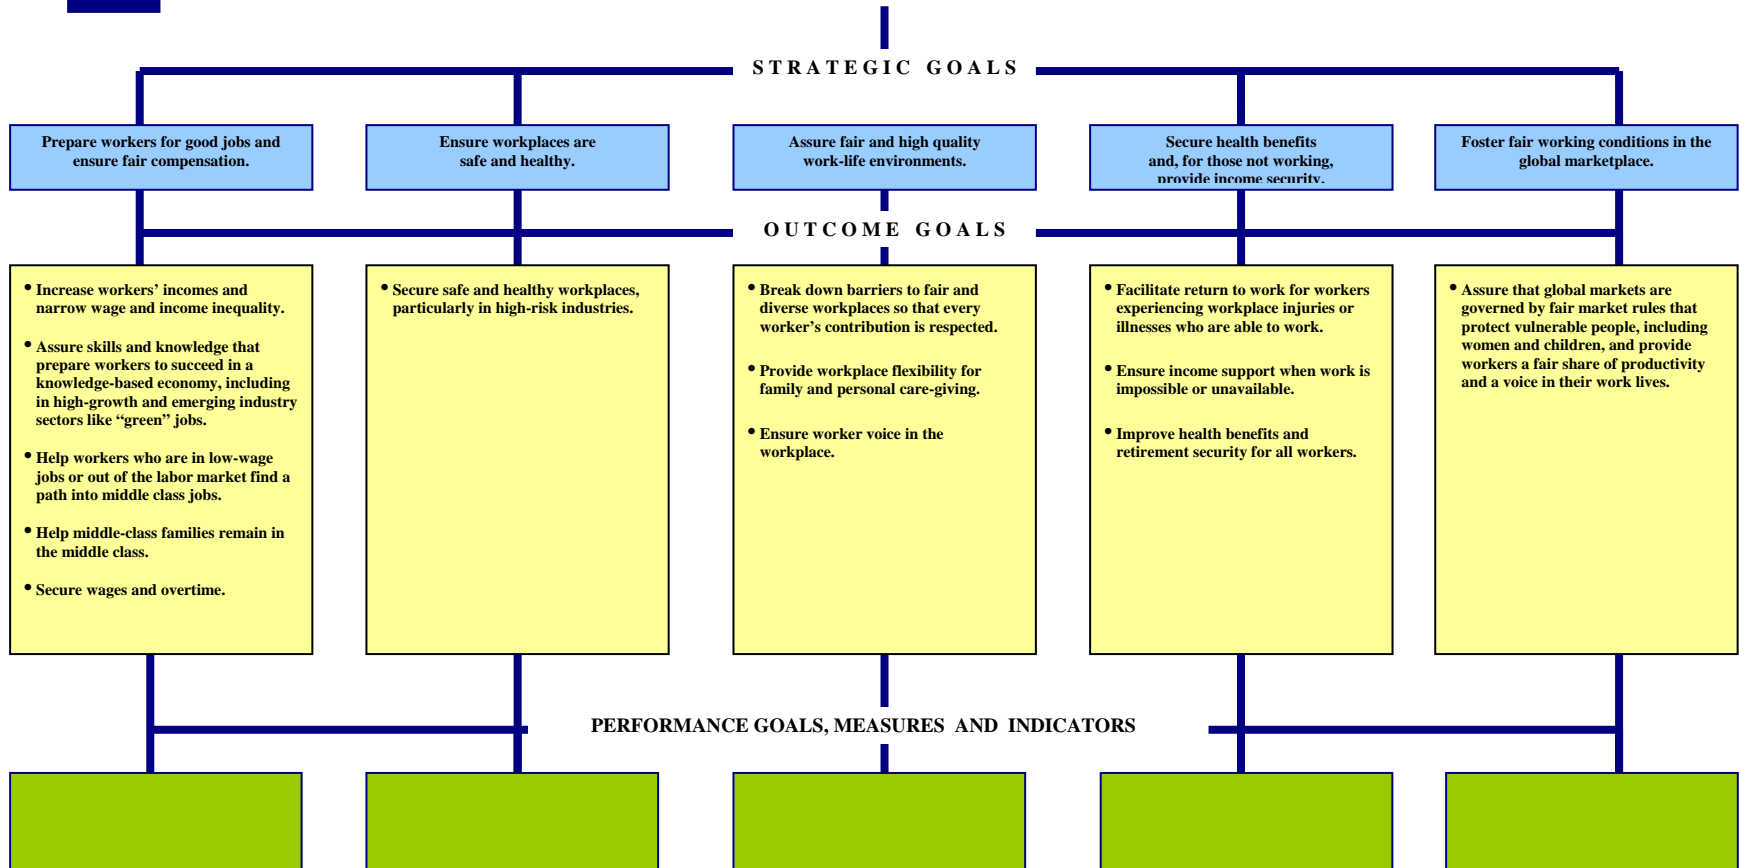 STRATEGIC GOALS
Prepare workers for good jobs and
ensure fair compensation.
Ensure workplaces are
safe and healthy.
Assure fair and high quality
work-life environments.
Secure health benefits
and, for those not working,
provide income security.
Foster fair working conditions in the
global marketplace.
OUTCOME GOALS
• Increase workers’ incomes and
narrow wage and income inequality.
• Assure skills and knowledge that
prepare workers to succeed in a
knowledge-based economy, including
in high-growth and emerging industry
sectors like “green” jobs.
• Help workers who are in low-wage
jobs or out of the labor market find a
path into middle class jobs.
• Help middle-class families remain in
the middle class.
• Secure wages and overtime.
• Secure safe and healthy workplaces,
particularly in high-risk industries.
• Break down barriers to fair and
diverse workplaces so that every
worker’s contribution is respected.
• Provide workplace flexibility for
family and personal care-giving.
• Ensure worker voice in the
workplace.
• Facilitate return to work for workers
experiencing workplace injuries or
illnesses who are able to work.
• Ensure income support when work is
impossible or unavailable.
• Improve health benefits and
retirement security for all workers.
• Assure that global markets are
governed by fair market rules that
protect vulnerable people, including
women and children, and provide
workers a fair share of productivity
and a voice in their work lives.
PERFORMANCE GOALS, MEASURES AND INDICATORS